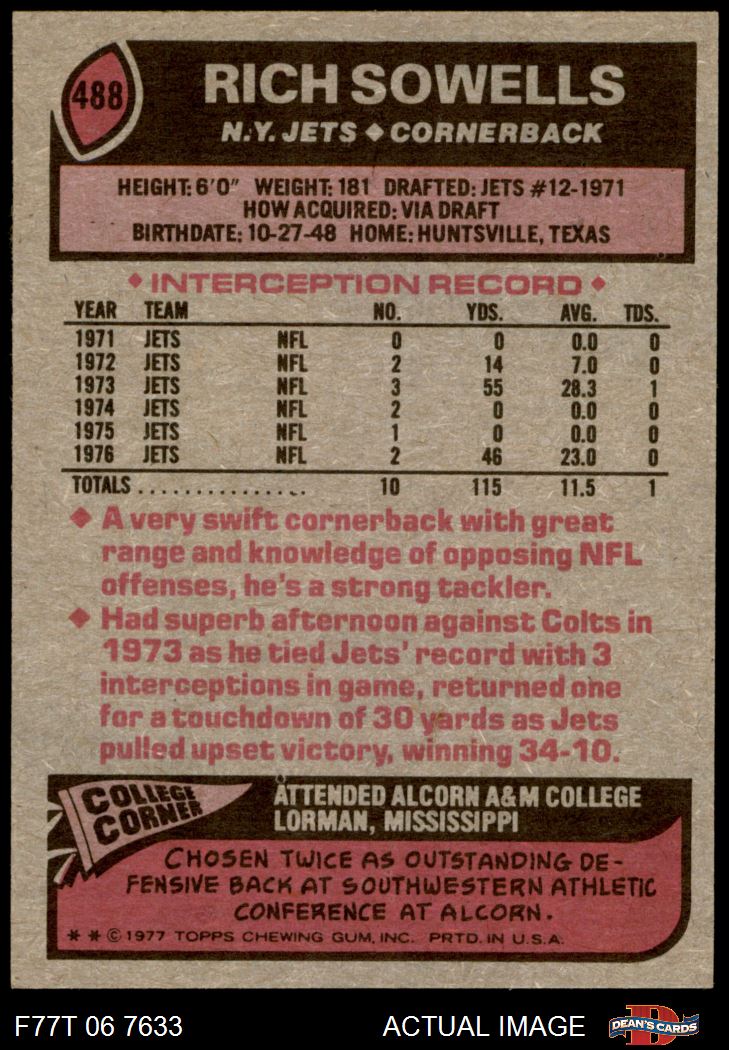 488
RICH SOWELLS
N.Y. JETS ◆ CORNERBACK
HEIGHT: 6'0" WEIGHT: 181 DRAFTED: JETS #12-1971
HOW ACQUIRED: VIA DRAFT
BIRTHDATE: 10-27-48 HOME: HUNTSVILLE, TEXAS
◆ INTERCEPTION RECORD ◆
YEAR TEAM NO. YDS. AVG. TDS.
1971 JETS NFL 0 0 0.0 0
1972 JETS NFL 2 14 7.0 0
1973 JETS NFL 3 55 28.3 1
1974 JETS NFL 2 0 0.0 0
1975 JETS NFL 1 0 0.0 0
1976 JETS NFL 2 46 23.0 0
TOTALS ................ 10 115 11.5 1
◆ A very swift cornerback with great
range and knowledge of opposing NFL
offenses, he's a strong tackler.
◆ Had superb afternoon against Colts in
1973 as he tied Jets' record with 3
interceptions in game, returned one
for a touchdown of 30 yards as Jets
pulled upset victory, winning 34-10.
COLLEGE
CORNER
ATTENDED ALCORN A&M COLLEGE
LORMAN, MISSISSIPPI
CHOSEN TWICE AS OUTSTANDING DE-
FENSIVE BACK AT SOUTHWESTERN ATHLETIC
CONFERENCE AT ALCORN.
* * © 1977 TOPPS CHEWING GUM, INC. PRTD. IN U.S.A.
F77T 06 7633 ACTUAL IMAGE DEAN'S CARDS